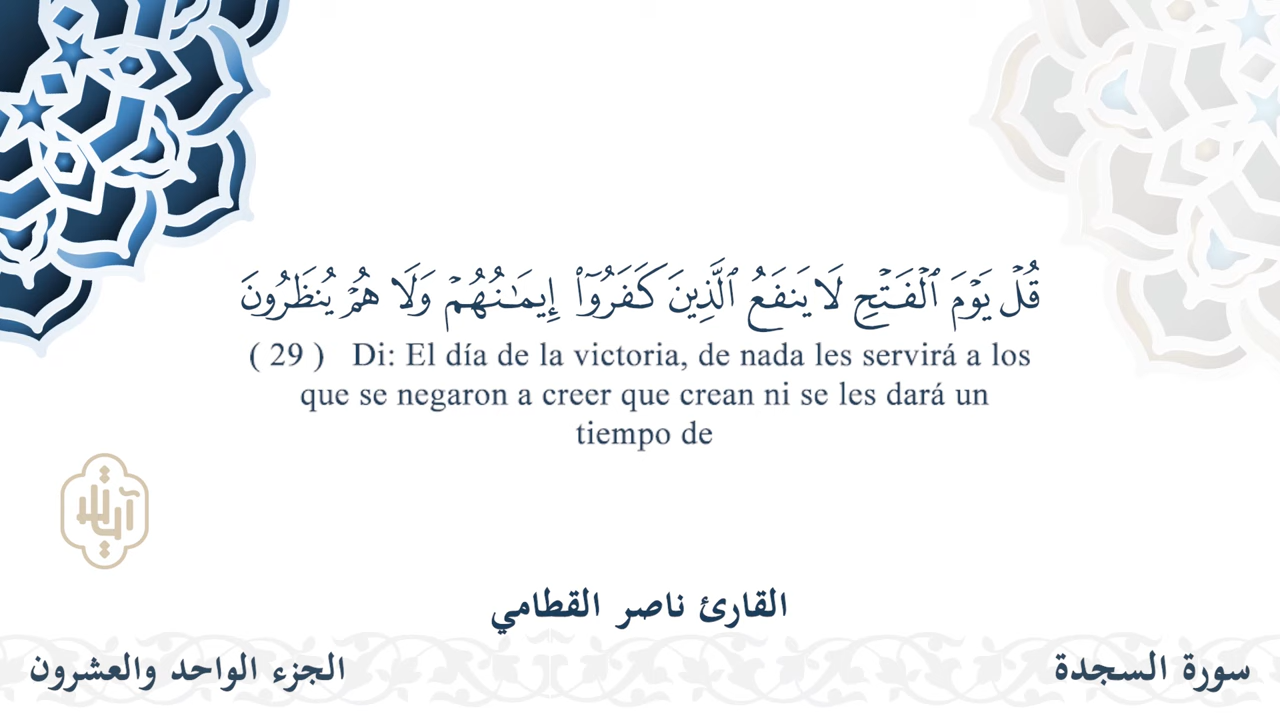 قُلۡ يَوۡمَ ٱلۡفَتۡحِ لَا يَنفَعُ ٱلَّذِينَ كَفَرُوٓاْ إِيمَٰنُهُمۡ وَلَا هُمۡ يُنظَرُونَ
( 29 ) Di: El día de la victoria, de nada les servirá a los
que se negaron a creer que crean ni se les dará un
tiempo de
القارئ ناصر القطامي
سورة السجدة
الجزء الواحد والعشرون